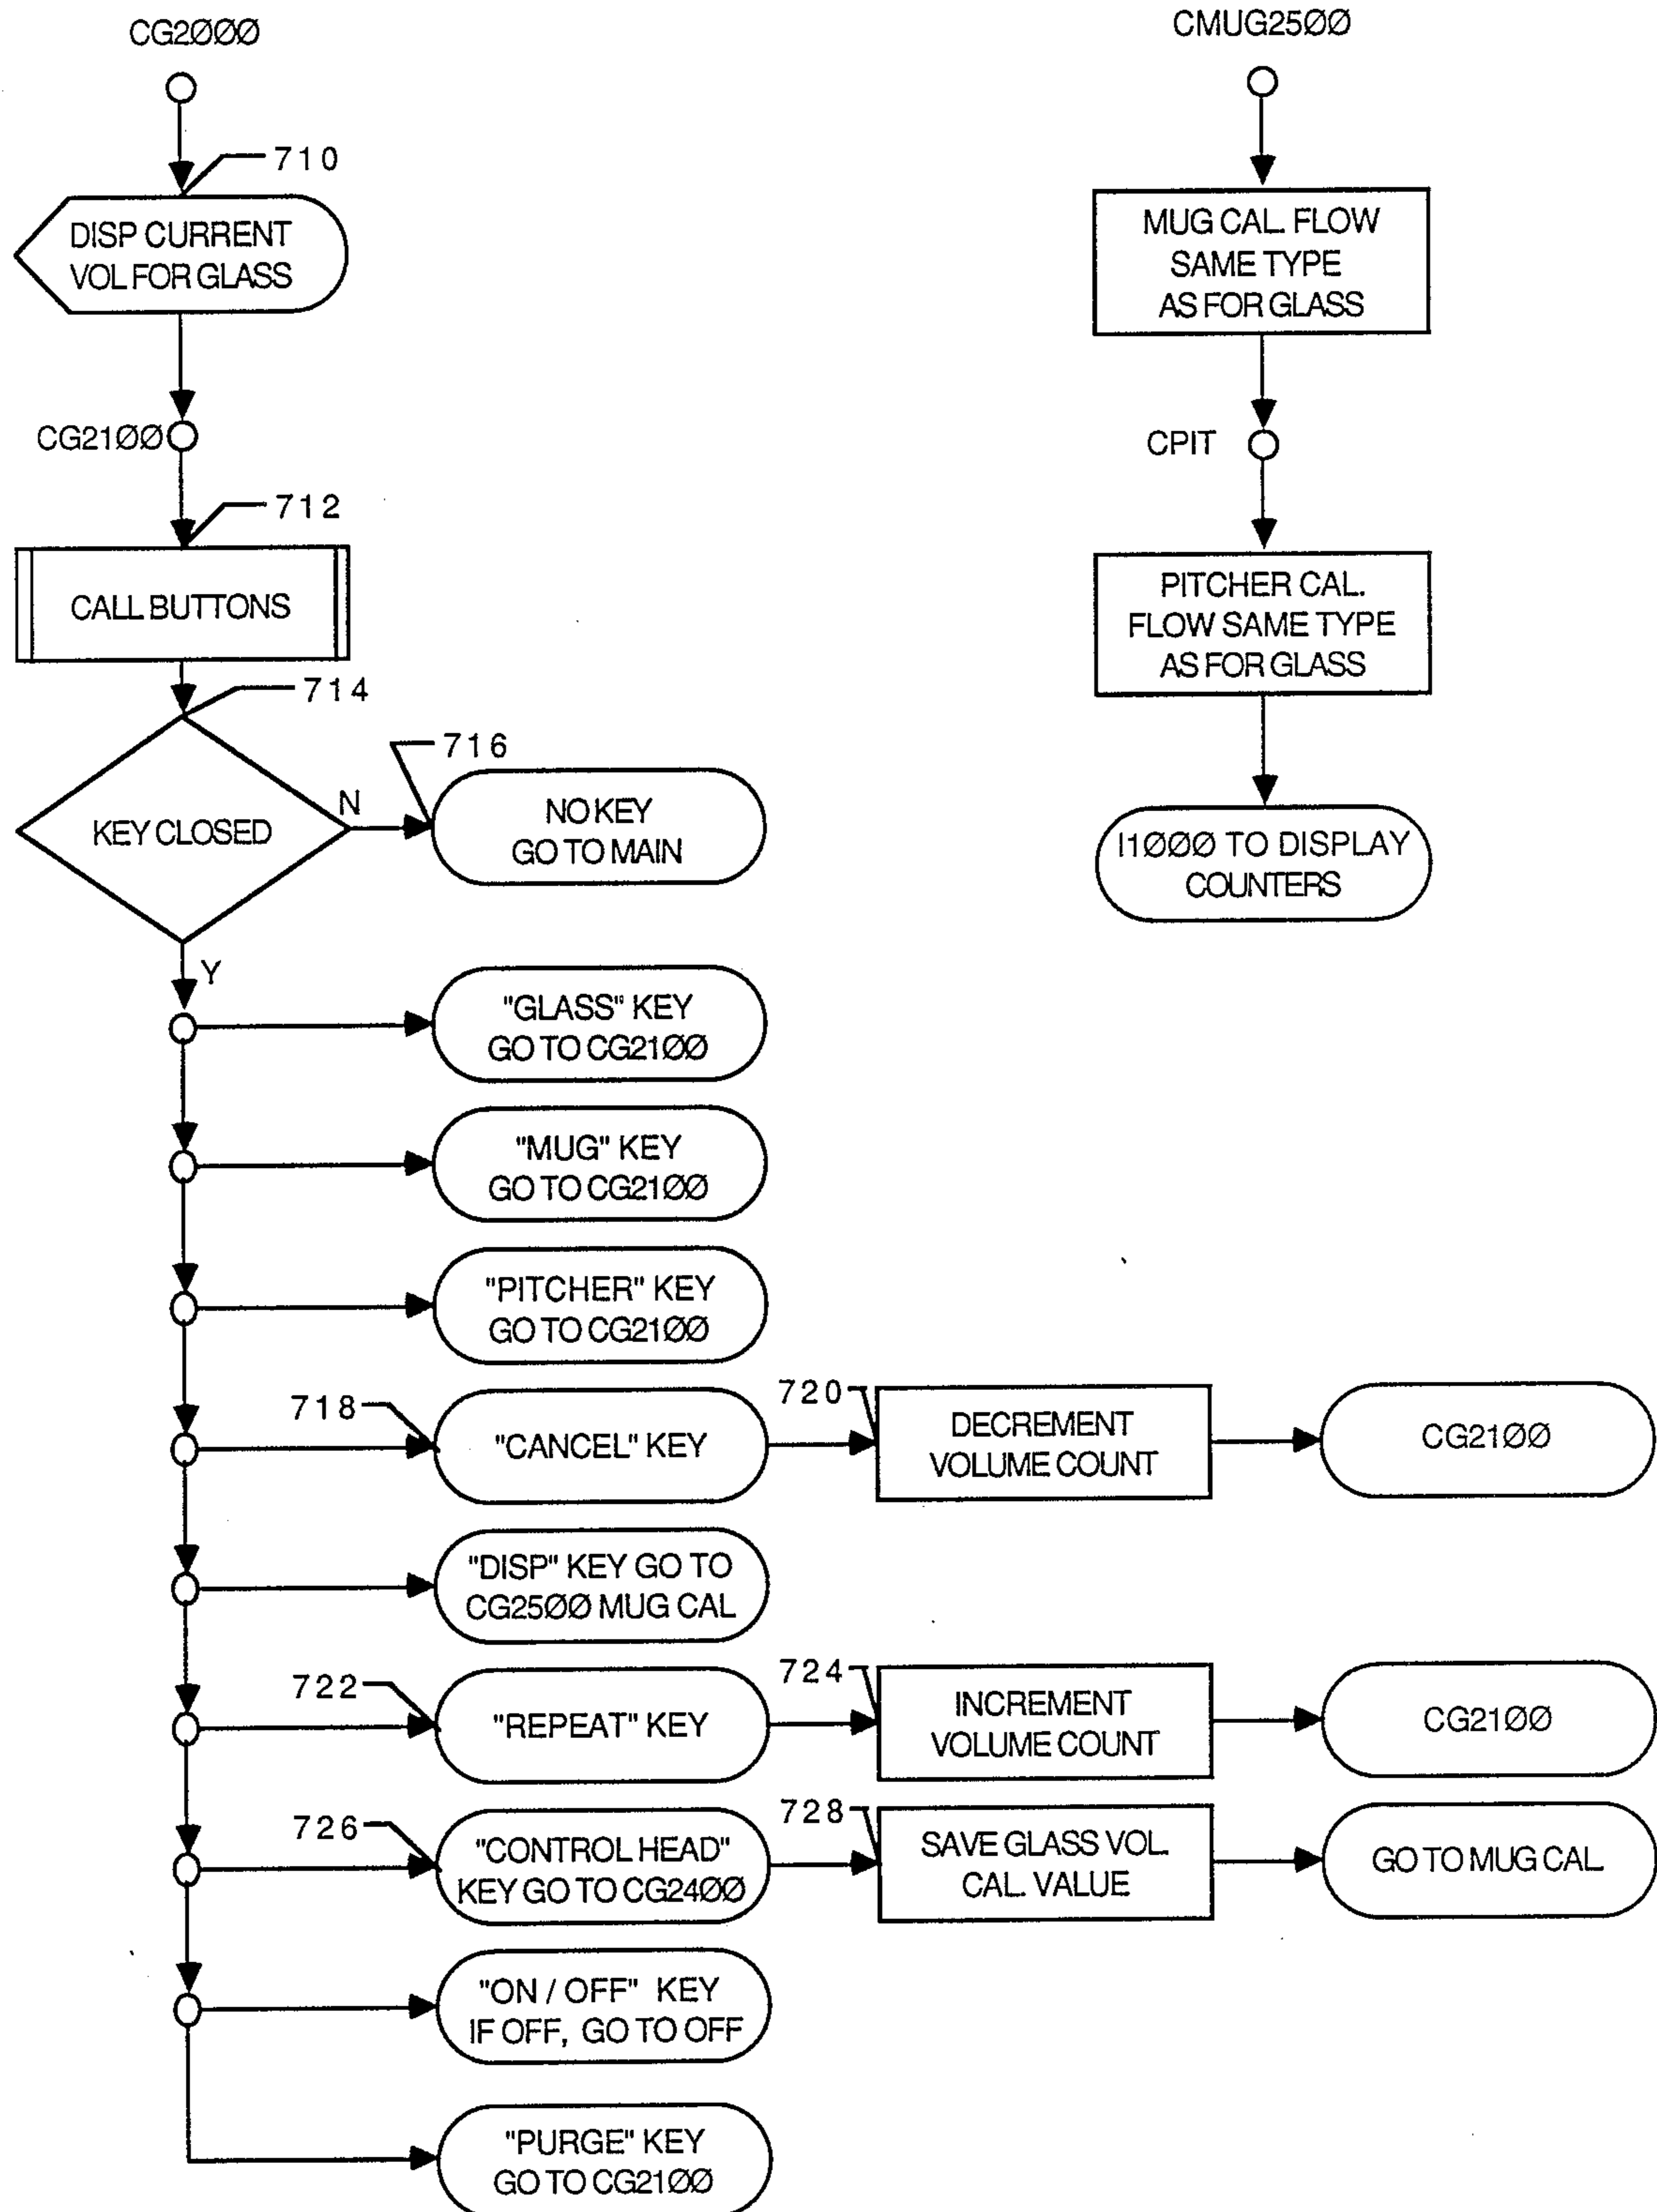 CG2ØØØ
710
DISP CURRENT
VOL FOR GLASS
CG21ØØ
712
CALL BUTTONS
714
KEY CLOSED
N
716
NO KEY
GO TO MAIN
Y
"GLASS" KEY
GO TO CG21ØØ
"MUG" KEY
GO TO CG21ØØ
"PITCHER" KEY
GO TO CG21ØØ
718
"CANCEL" KEY
720
DECREMENT
VOLUME COUNT
CG21ØØ
"DISP" KEY GO TO
CG25ØØ MUG CAL
722
"REPEAT" KEY
724
INCREMENT
VOLUME COUNT
CG21ØØ
726
"CONTROL HEAD"
KEY GO TO CG24ØØ
728
SAVE GLASS VOL.
CAL. VALUE
GO TO MUG CAL
"ON / OFF" KEY
IF OFF, GO TO OFF
"PURGE" KEY
GO TO CG21ØØ
CMUG25ØØ
MUG CAL. FLOW
SAME TYPE
AS FOR GLASS
CPIT
PITCHER CAL.
FLOW SAME TYPE
AS FOR GLASS
I1ØØØ TO DISPLAY
COUNTERS